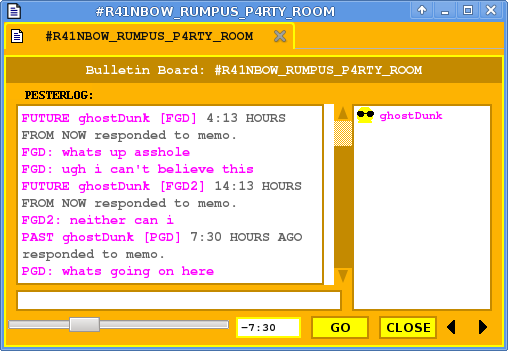 #R41NBOW_RUMPUS_P4RTY_ROOM
#R41NBOW_RUMPUS_P4RTY_ROOM
Bulletin Board: #R41NBOW_RUMPUS_P4RTY_ROOM
PESTERLOG:
FUTURE ghostDunk [FGD] 4:13 HOURS
FROM NOW responded to memo.
FGD: whats up asshole
FGD: ugh i can't believe this
FUTURE ghostDunk [FGD2] 14:13 HOURS
FROM NOW responded to memo.
FGD2: neither can i
PAST ghostDunk [PGD] 7:30 HOURS AGO
responded to memo.
PGD: whats going on here
ghostDunk
-7:30
GO
CLOSE